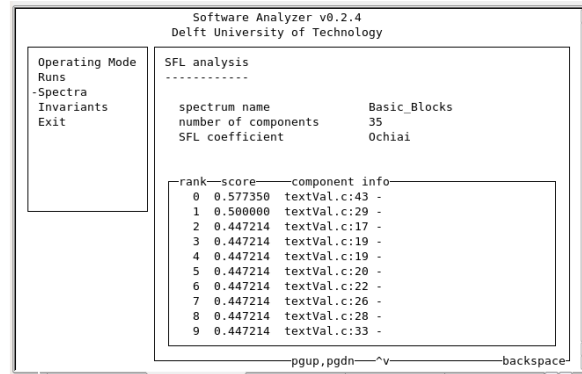 Software Analyzer v0.2.4
Delft University of Technology
Operating Mode
Runs
-Spectra
Invariants
Exit
SFL analysis
------------
spectrum name Basic_Blocks
number of components 35
SFL coefficient Ochiai
rank score component info
0 0.577350 textVal.c:43 -
1 0.500000 textVal.c:29 -
2 0.447214 textVal.c:17 -
3 0.447214 textVal.c:19 -
4 0.447214 textVal.c:19 -
5 0.447214 textVal.c:20 -
6 0.447214 textVal.c:22 -
7 0.447214 textVal.c:26 -
8 0.447214 textVal.c:28 -
9 0.447214 textVal.c:33 -
pgup,pgdn ^v backspace